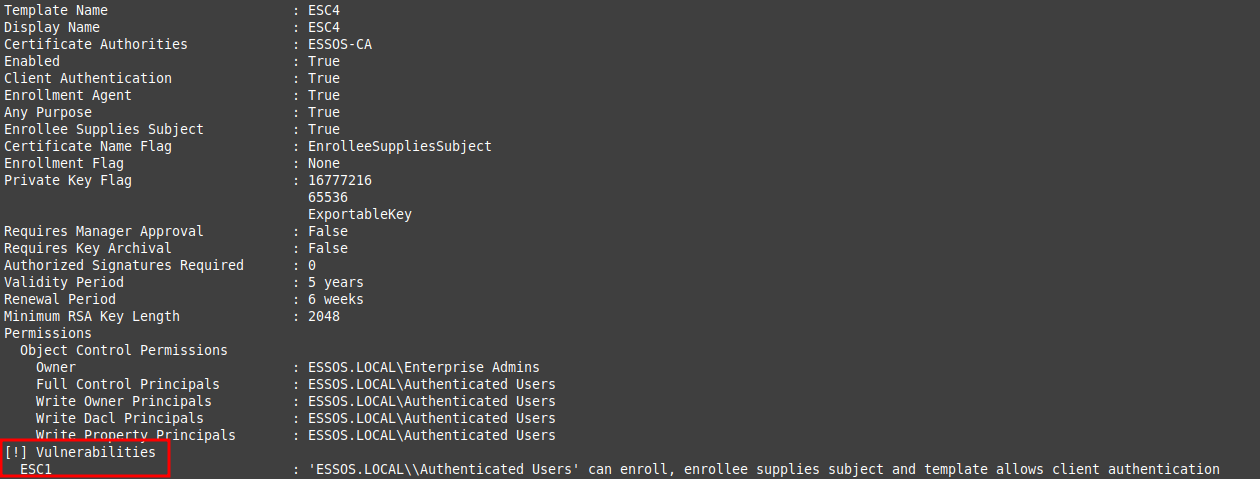 Template Name : ESC4
Display Name : ESC4
Certificate Authorities : ESSOS-CA
Enabled : True
Client Authentication : True
Enrollment Agent : True
Any Purpose : True
Enrollee Supplies Subject : True
Certificate Name Flag : EnrolleeSuppliesSubject
Enrollment Flag : None
Private Key Flag : 16777216
65536
ExportableKey
Requires Manager Approval : False
Requires Key Archival : False
Authorized Signatures Required : 0
Validity Period : 5 years
Renewal Period : 6 weeks
Minimum RSA Key Length : 2048
Permissions
Object Control Permissions
Owner : ESSOS.LOCAL\Enterprise Admins
Full Control Principals : ESSOS.LOCAL\Authenticated Users
Write Owner Principals : ESSOS.LOCAL\Authenticated Users
Write Dacl Principals : ESSOS.LOCAL\Authenticated Users
Write Property Principals : ESSOS.LOCAL\Authenticated Users
[!] Vulnerabilities
ESC1 : 'ESSOS.LOCAL\\Authenticated Users' can enroll, enrollee supplies subject and template allows client authentication